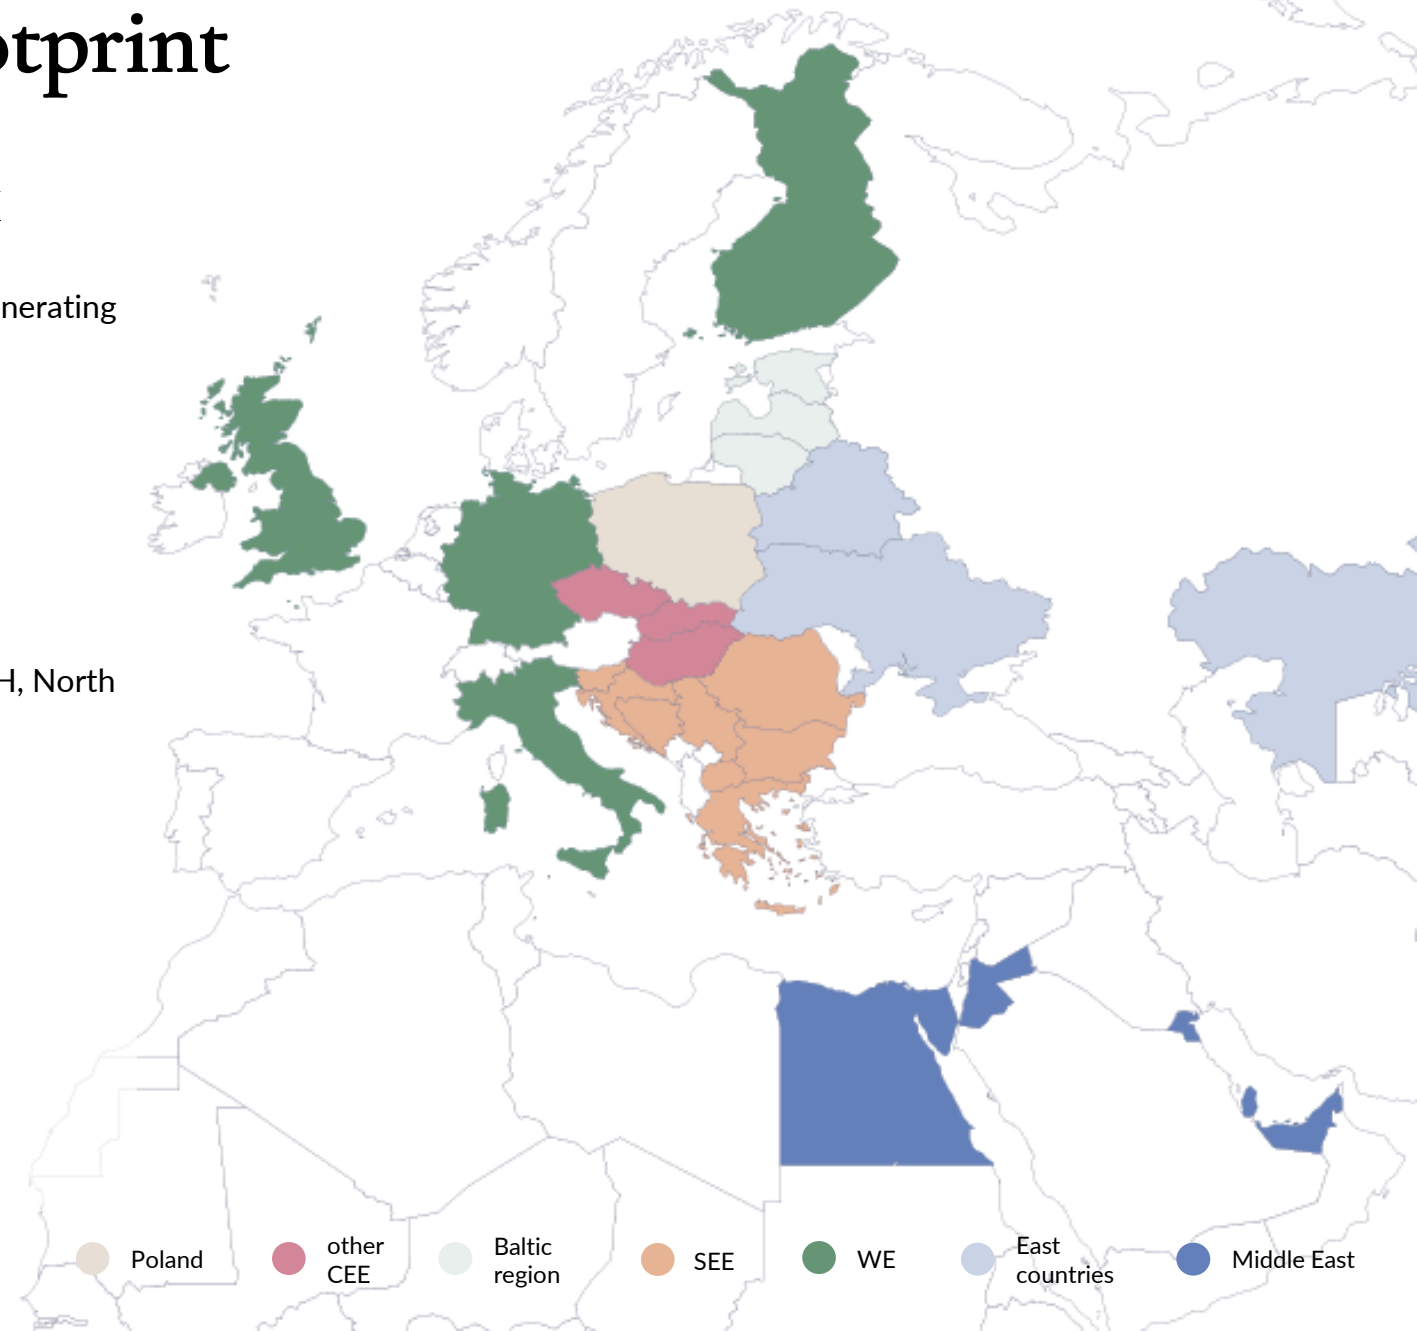 otprint
nerating
H, North
Poland
other
CEE
Baltic
region
SEE
WE
East
countries
Middle East